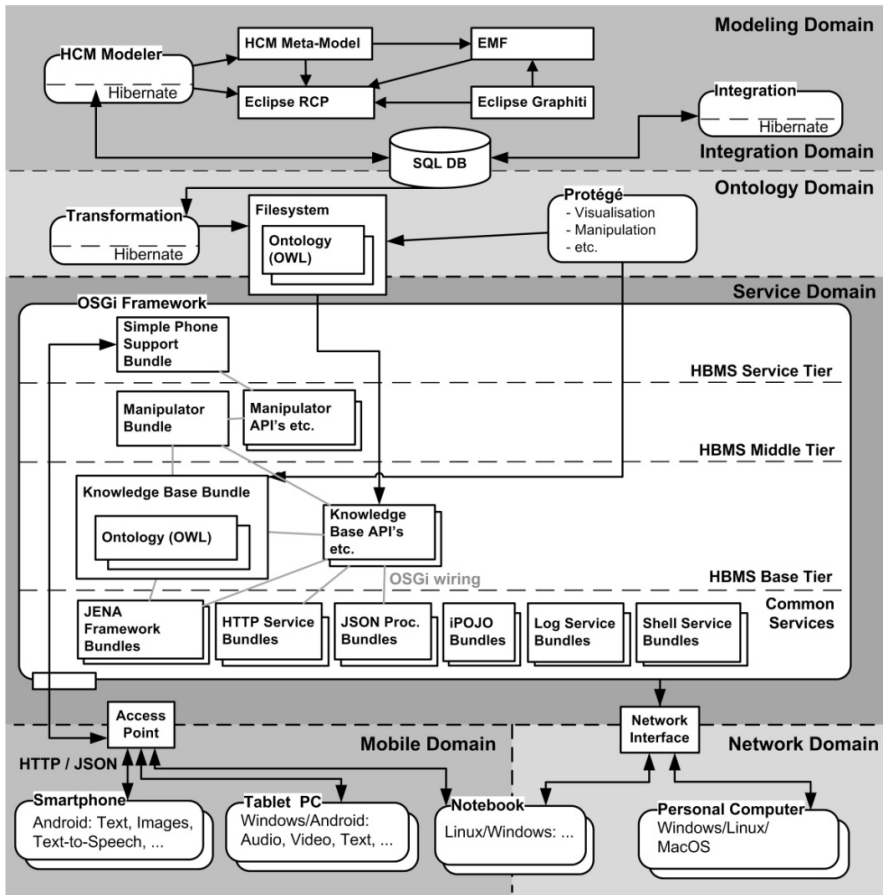 Modeling Domain
HCM Modeler
Hibernate
HCM Meta-Model
EMF
Eclipse RCP
Eclipse Graphiti
Integration
Hibernate
SQL DB
Integration Domain
Ontology Domain
Transformation
Hibernate
Filesystem
Ontology
(OWL)
Protégé
- Visualisation
- Manipulation
- etc.
Service Domain
OSGi Framework
Simple Phone
Support
Bundle
HBMS Service Tier
Manipulator
Bundle
Manipulator
API's etc.
HBMS Middle Tier
Knowledge Base Bundle
Ontology (OWL)
Knowledge
Base API's
etc.
OSGi wiring
HBMS Base Tier
Common
Services
JENA
Framework
Bundles
HTTP Service
Bundles
JSON Proc.
Bundles
iPOJO
Bundles
Log Service
Bundles
Shell Service
Bundles
Access
Point
Mobile Domain
Network
Interface
Network Domain
HTTP / JSON
Smartphone
Android: Text, Images,
Text-to-Speech, ...
Tablet PC
Windows/Android:
Audio, Video, Text, ...
Notebook
Linux/Windows: ...
Personal Computer
Windows/Linux/
MacOS